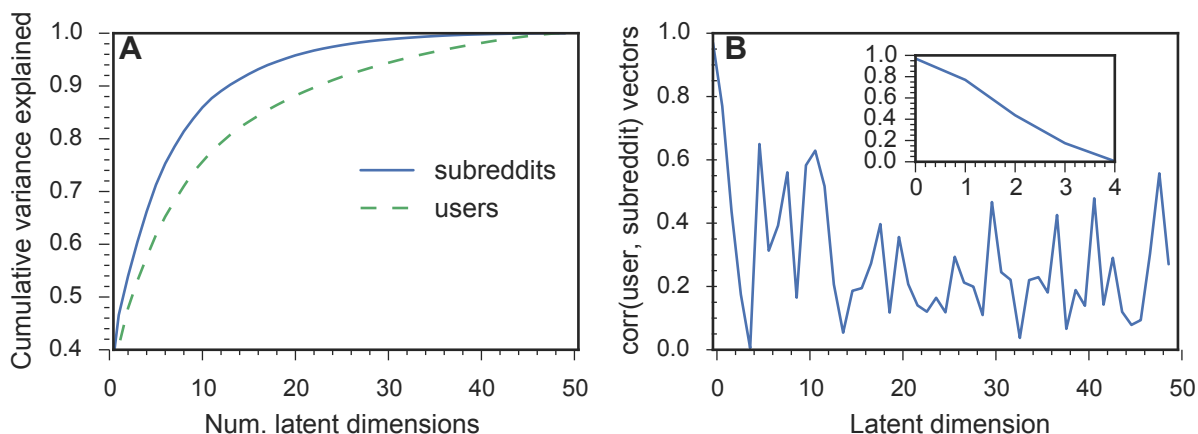 A
Cumulative variance explained
1.0
0.9
0.8
0.7
0.6
0.5
0.4
subreddits
users
0 10 20 30 40 50
Num. latent dimensions
B
corr(user, subreddit) vectors
1.0
0.8
0.6
0.4
0.2
0.0
1.0
0.8
0.6
0.4
0.2
0.0
0 1 2 3 4
0 10 20 30 40 50
Latent dimension